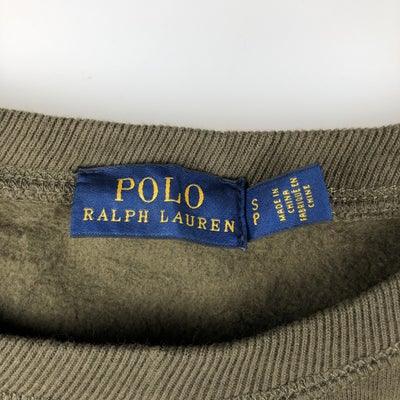 POLO
RALPH LAUREN
S
P
MADE IN
CHINA
FABRIQUÉ EN
CHINE